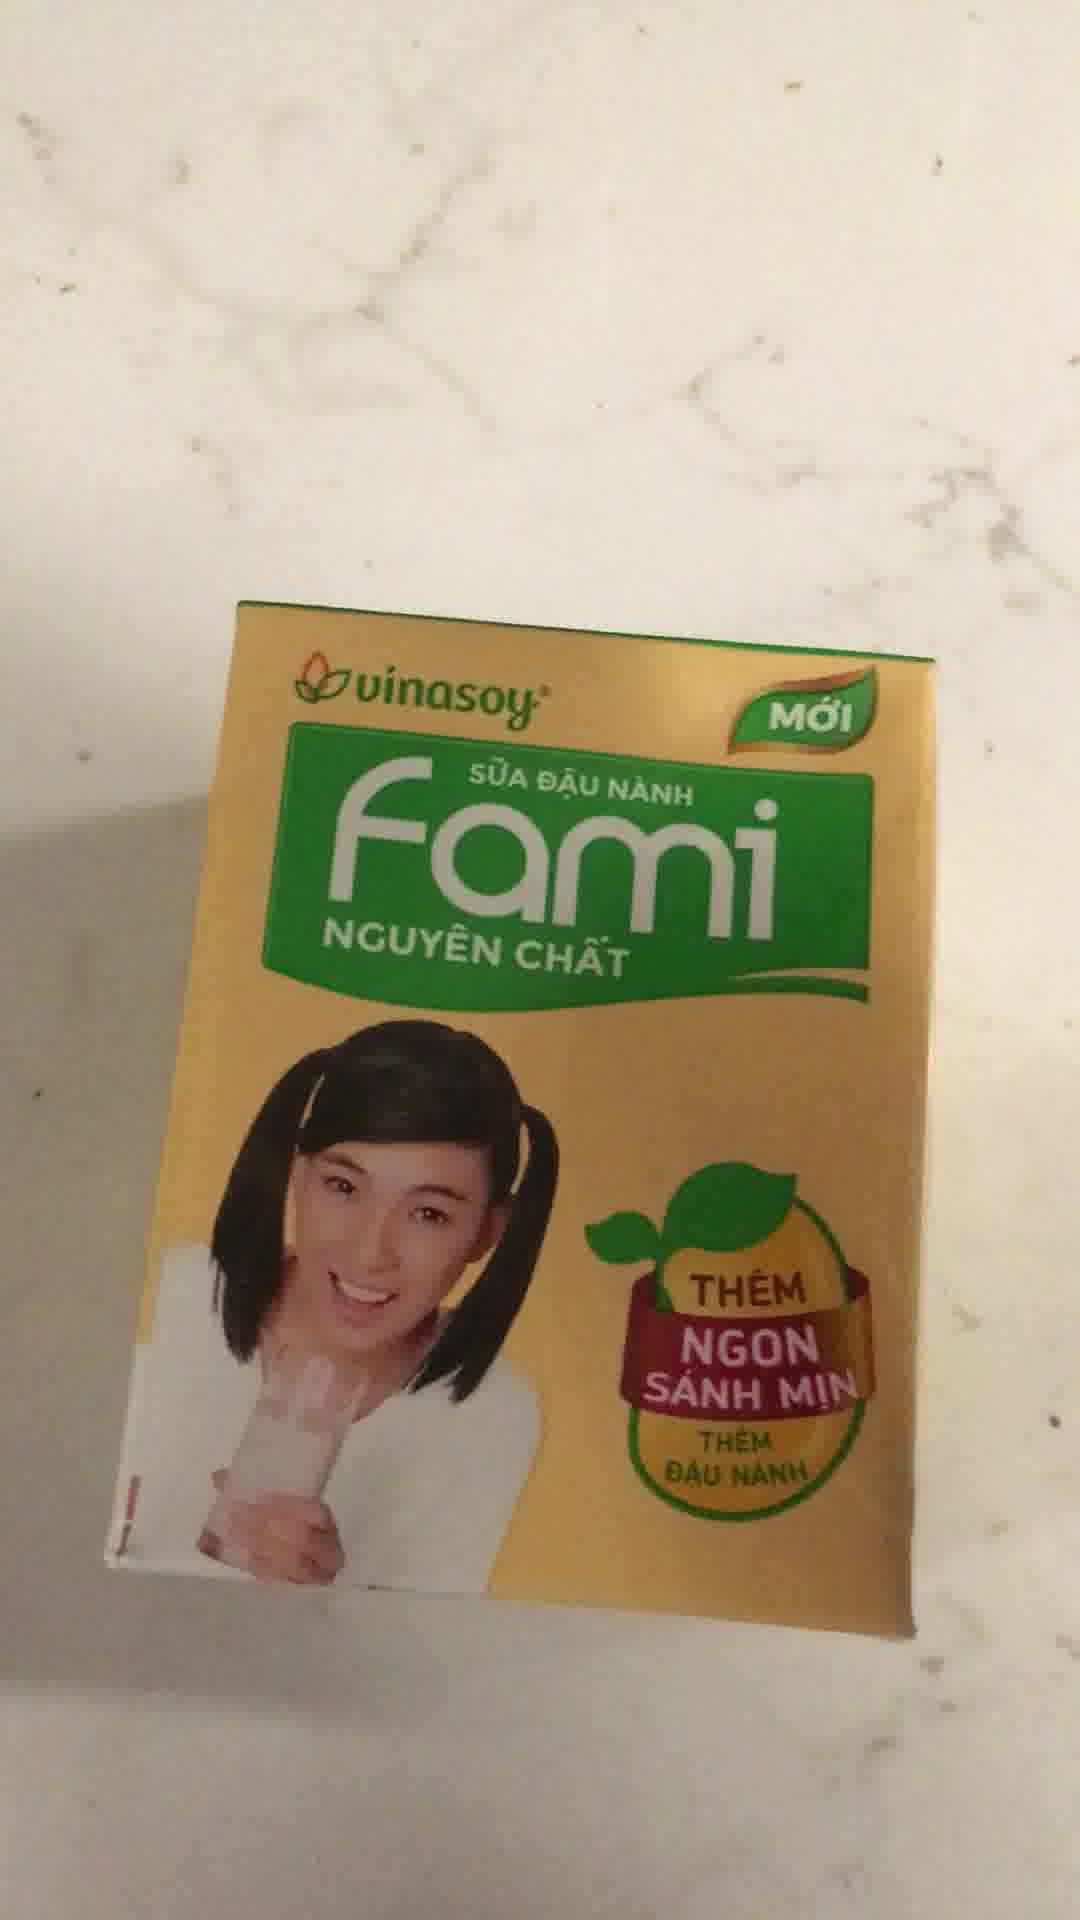 vinasoy®
MỚI
SỮA ĐẬU NÀNH
fami
NGUYÊN CHẤT
THÊM
NGON
SÁNH MỊN
THÊM
ĐẬU NÀNH